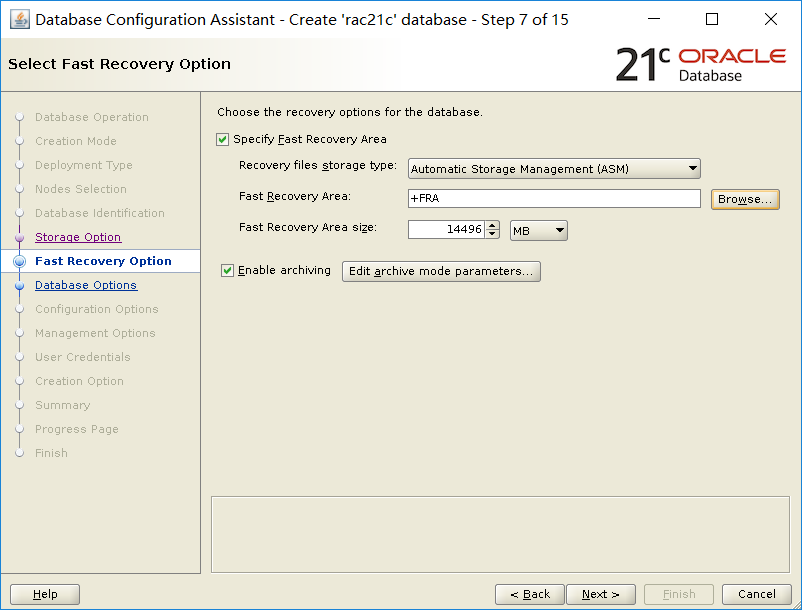 Database Configuration Assistant - Create 'rac21c' database - Step 7 of 15
Select Fast Recovery Option
21c ORACLE
Database
Database Operation
Creation Mode
Deployment Type
Nodes Selection
Database Identification
Storage Option
Fast Recovery Option
Database Options
Configuration Options
Management Options
User Credentials
Creation Option
Summary
Progress Page
Finish
Choose the recovery options for the database.
Specify Fast Recovery Area
Recovery files storage type: Automatic Storage Management (ASM)
Fast Recovery Area: +FRA Browse...
Fast Recovery Area size: 14496 MB
Enable archiving Edit archive mode parameters...
Help < Back Next > Finish Cancel